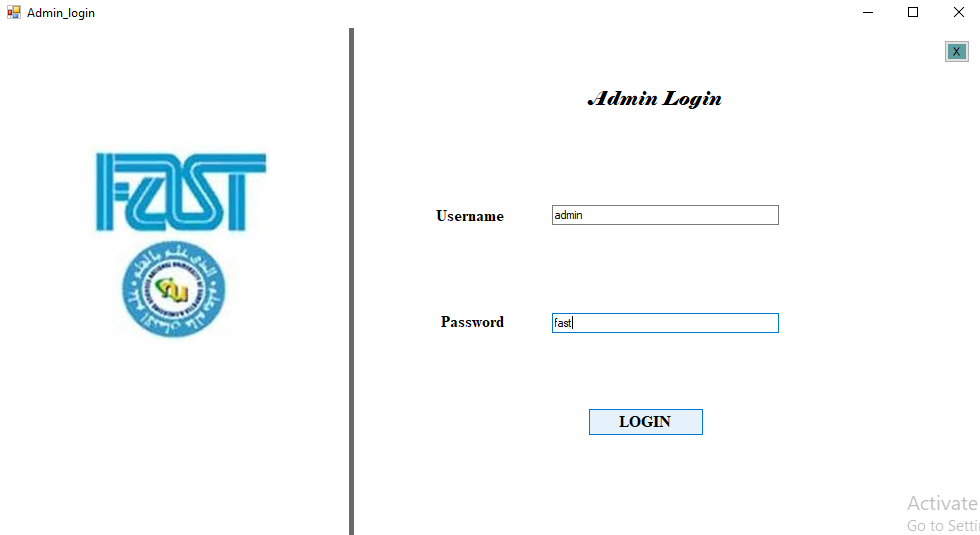 Admin_login
X
Admin Login
FAST
Username
admin
Password
fast
LOGIN
Activate
Go to Setti